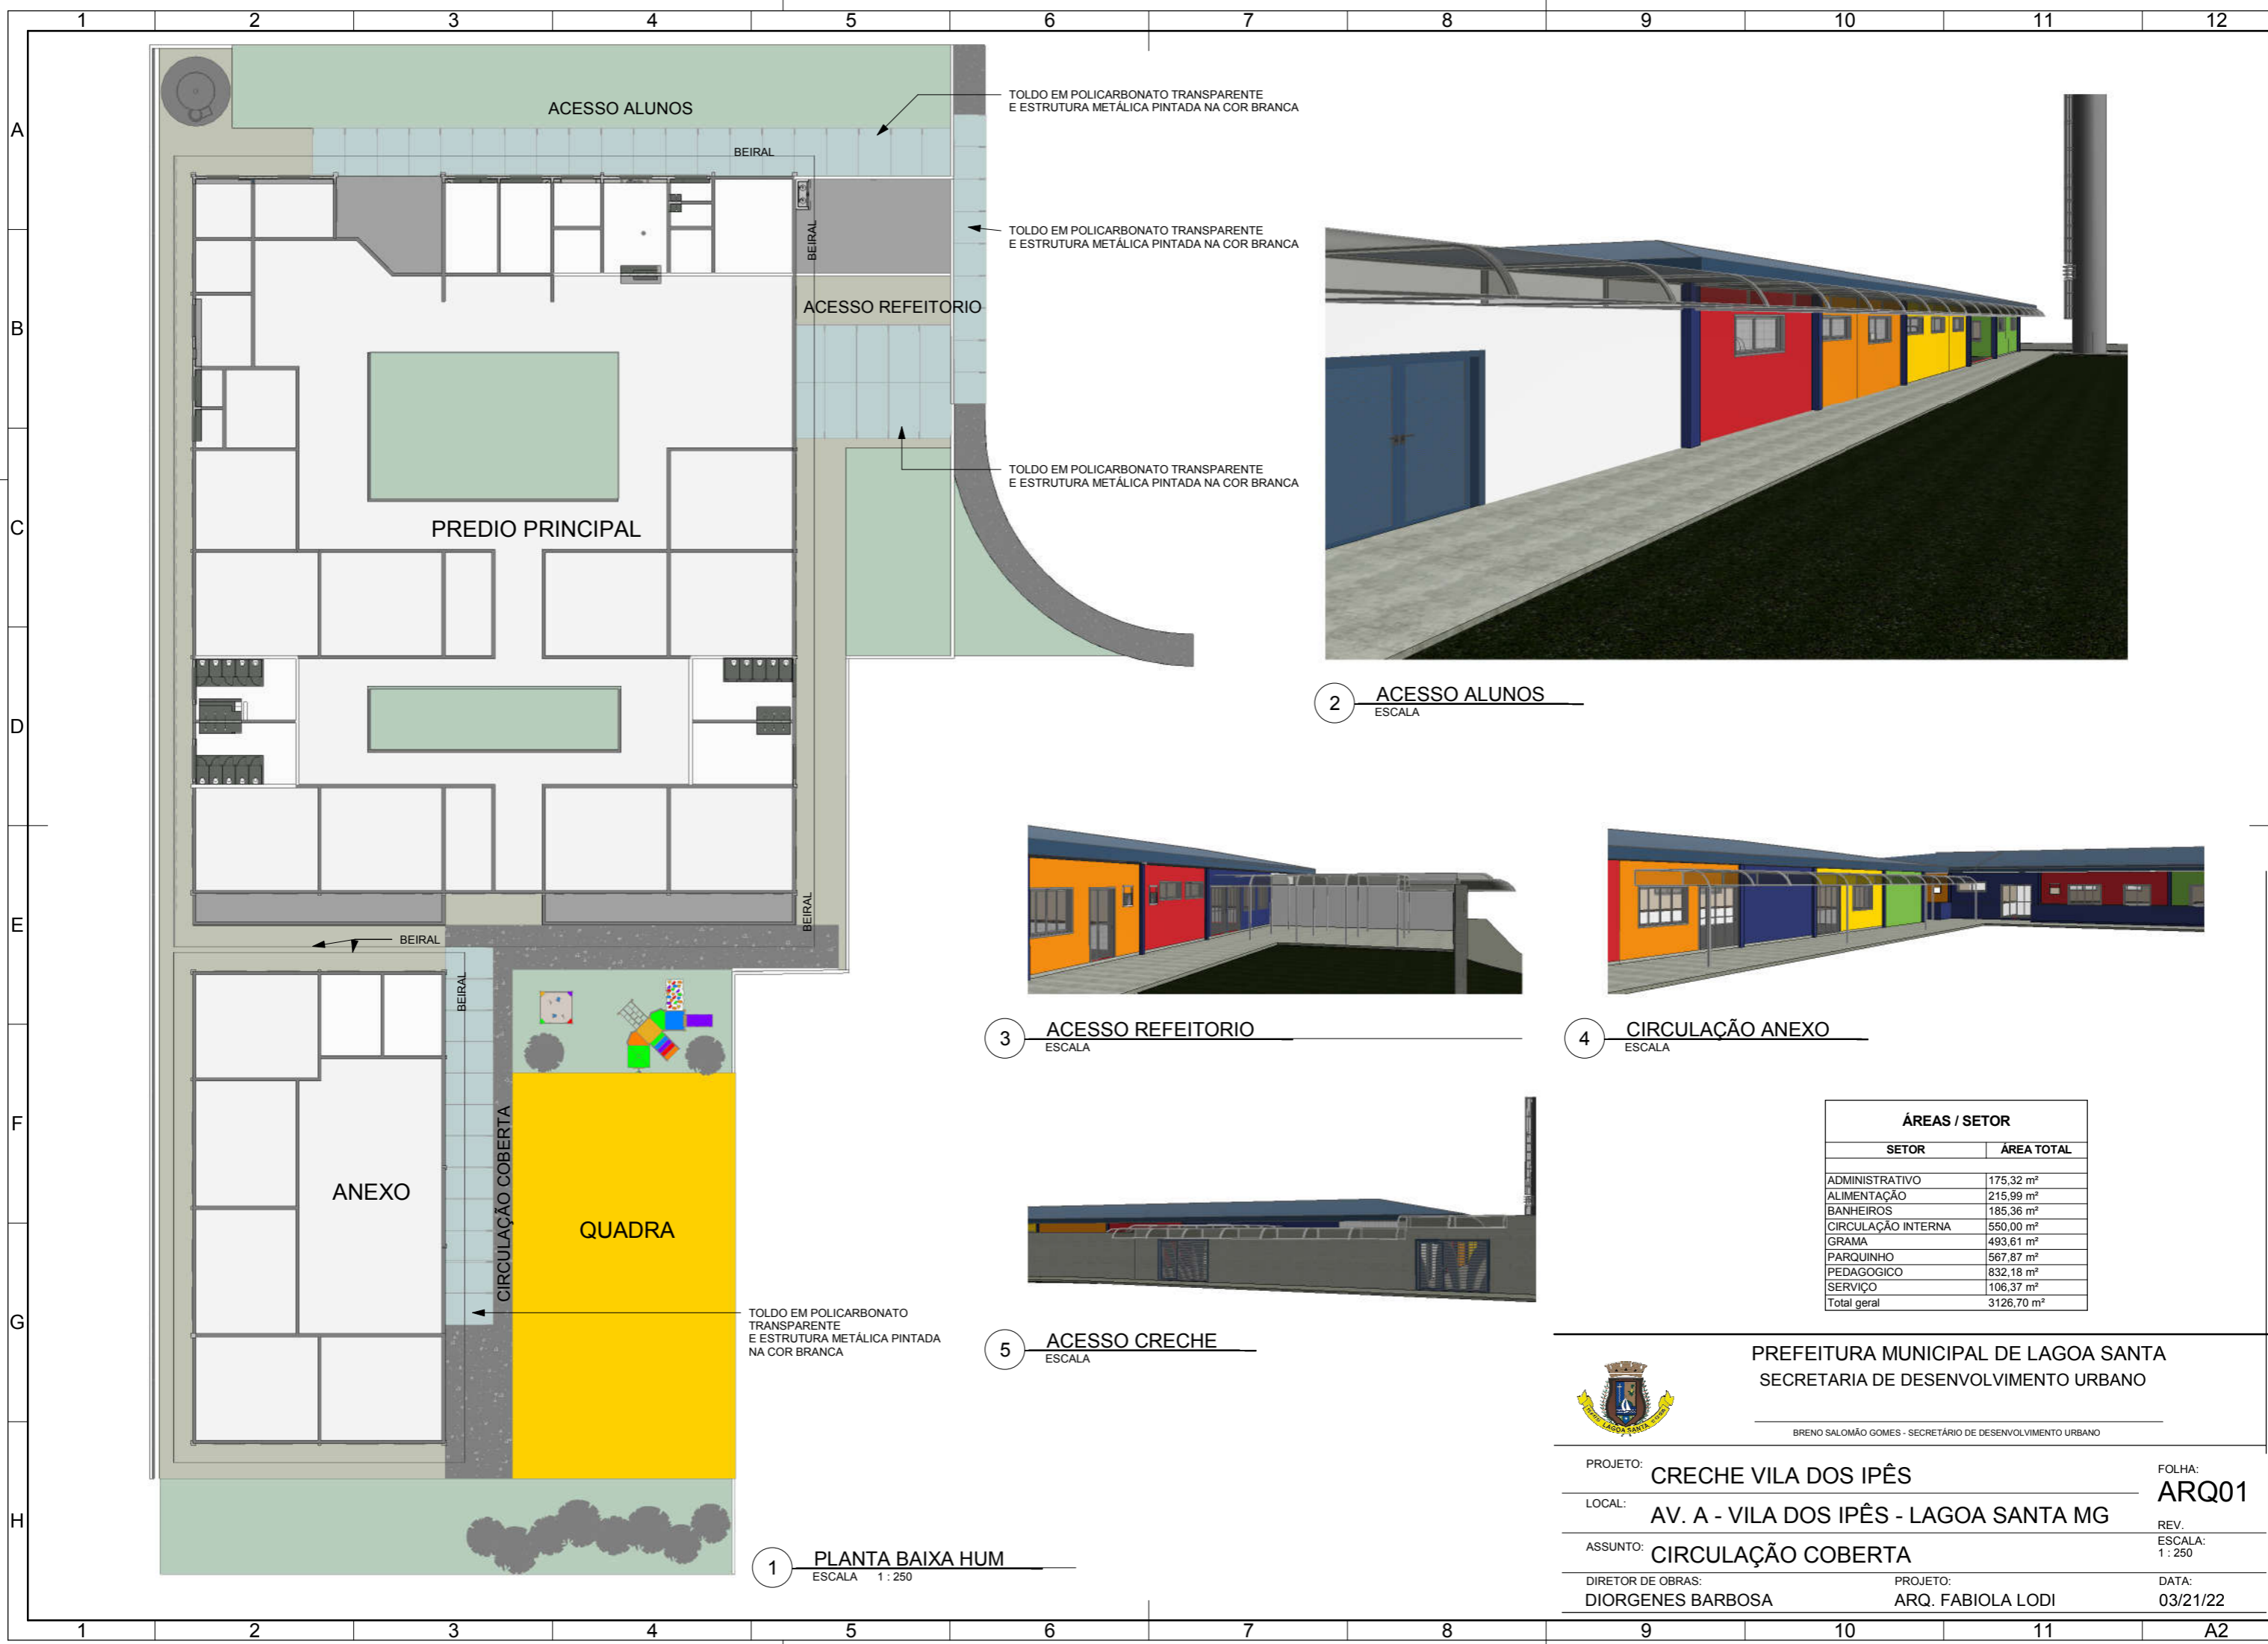 1 2 3 4 5 6 7 8 9 10 11 12
A
B
C
D
E
F
G
H
ACESSO ALUNOS
BEIRAL
BEIRAL
ACESSO REFEITORIO
PREDIO PRINCIPAL
BEIRAL
BEIRAL
BEIRAL
ANEXO
CIRCULAÇÃO COBERTA
QUADRA
TOLDO EM POLICARBONATO TRANSPARENTE
E ESTRUTURA METÁLICA PINTADA NA COR BRANCA
TOLDO EM POLICARBONATO TRANSPARENTE
E ESTRUTURA METÁLICA PINTADA NA COR BRANCA
TOLDO EM POLICARBONATO TRANSPARENTE
E ESTRUTURA METÁLICA PINTADA NA COR BRANCA
TOLDO EM POLICARBONATO
TRANSPARENTE
E ESTRUTURA METÁLICA PINTADA
NA COR BRANCA
1 PLANTA BAIXA HUM
ESCALA 1 : 250
2 ACESSO ALUNOS
ESCALA
3 ACESSO REFEITORIO
ESCALA
4 CIRCULAÇÃO ANEXO
ESCALA
5 ACESSO CRECHE
ESCALA
ÁREAS / SETOR
SETOR ÁREA TOTAL
ADMINISTRATIVO 175,32 m²
ALIMENTAÇÃO 215,99 m²
BANHEIROS 185,36 m²
CIRCULAÇÃO INTERNA 550,00 m²
GRAMA 493,61 m²
PARQUINHO 567,87 m²
PEDAGOGICO 832,18 m²
SERVIÇO 106,37 m²
Total geral 3126,70 m²
PREFEITURA MUNICIPAL DE LAGOA SANTA
SECRETARIA DE DESENVOLVIMENTO URBANO
LAGOA SANTA
BRENO SALOMÃO GOMES - SECRETÁRIO DE DESENVOLVIMENTO URBANO
PROJETO: CRECHE VILA DOS IPÊS
FOLHA:
ARQ01
LOCAL: AV. A - VILA DOS IPÊS - LAGOA SANTA MG
REV.
ASSUNTO: CIRCULAÇÃO COBERTA
ESCALA:
1 : 250
DIRETOR DE OBRAS: PROJETO: DATA:
DIORGENES BARBOSA ARQ. FABIOLA LODI 03/21/22
1 2 3 4 5 6 7 8 9 10 11 A2